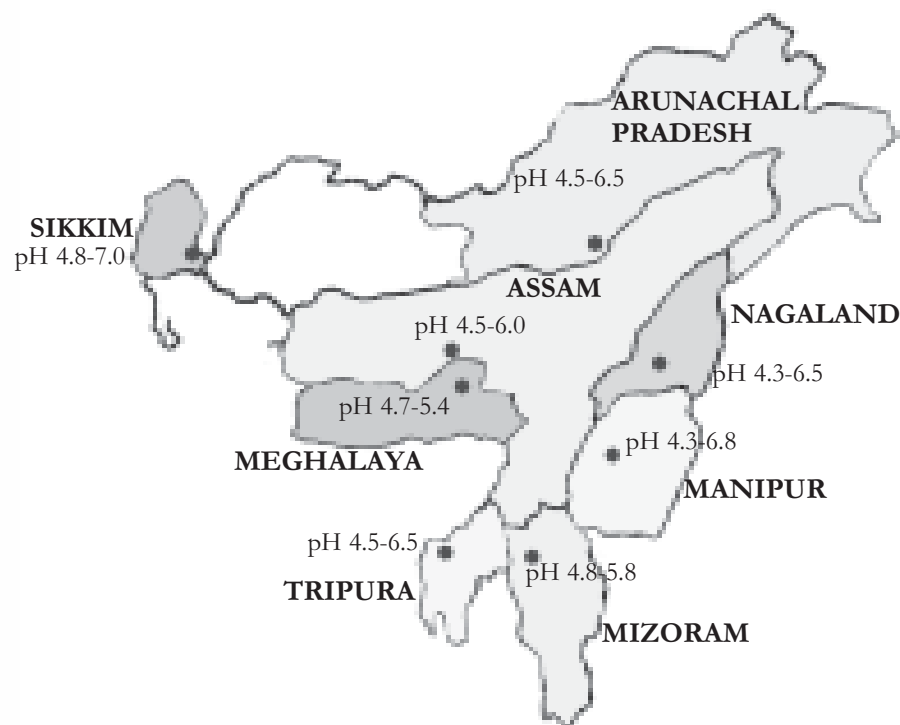 ARUNACHAL
PRADESH
pH 4.5-6.5
SIKKIM
pH 4.8-7.0
ASSAM
pH 4.5-6.0
NAGALAND
pH 4.3-6.5
pH 4.7-5.4
MEGHALAYA
pH 4.3-6.8
MANIPUR
pH 4.5-6.5
TRIPURA
pH 4.8-5.8
MIZORAM